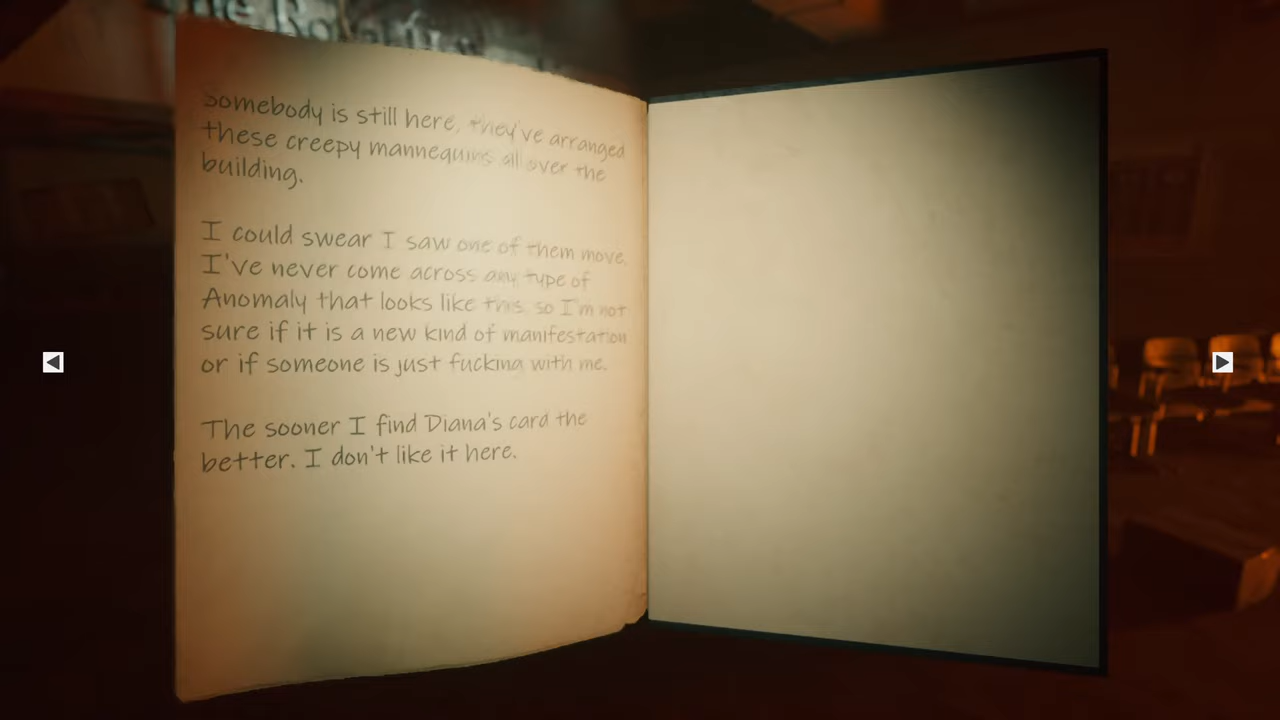 Somebody is still here, they've arranged
these creepy mannequins all over the
building.
I could swear I saw one of them move.
I've never come across any type of
Anomaly that looks like this, so I'm not
sure if it is a new kind of manifestation
or if someone is just fucking with me.
The sooner I find Diana's card the
better. I don't like it here.